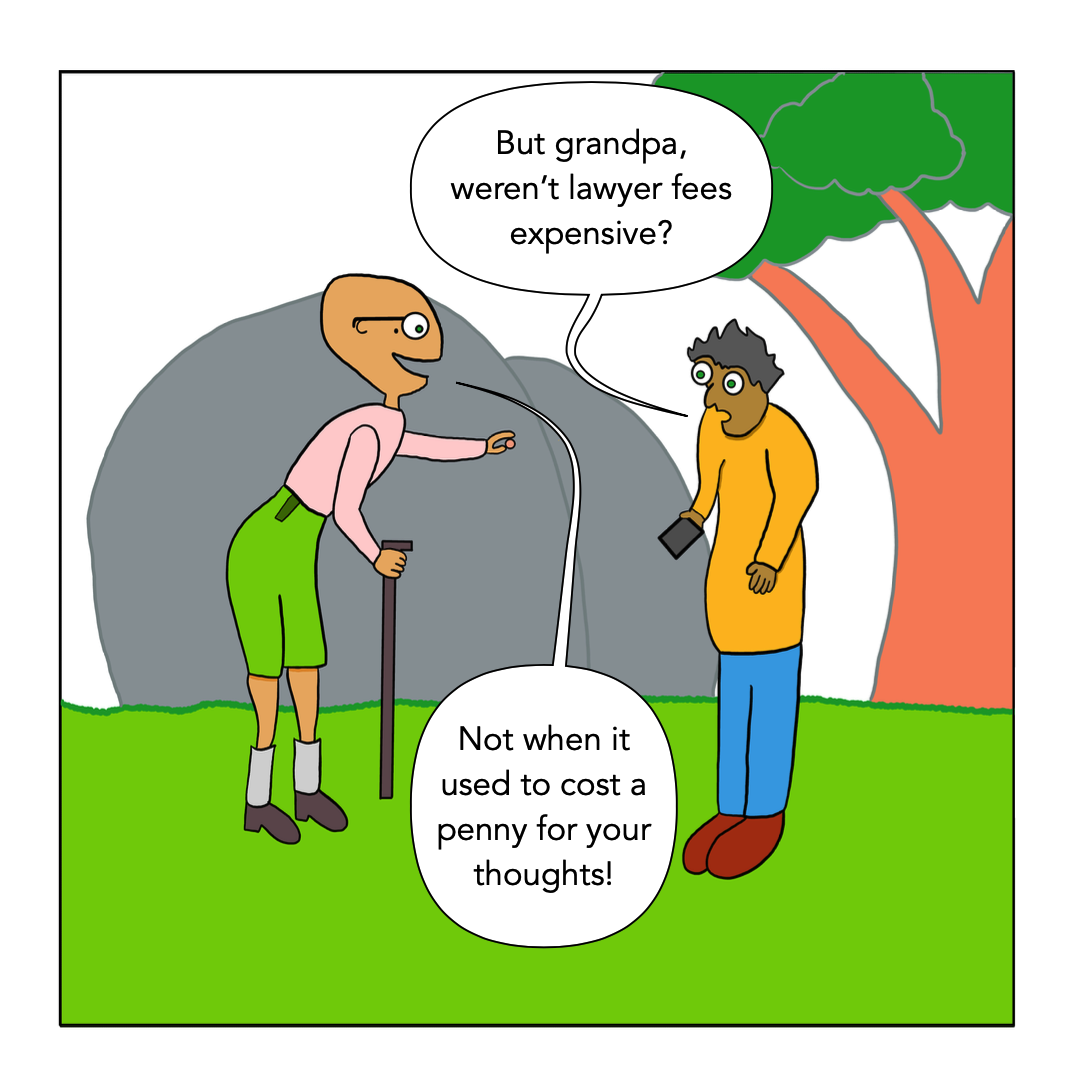 But grandpa,
weren’t lawyer fees
expensive?
Not when it
used to cost a
penny for your
thoughts!